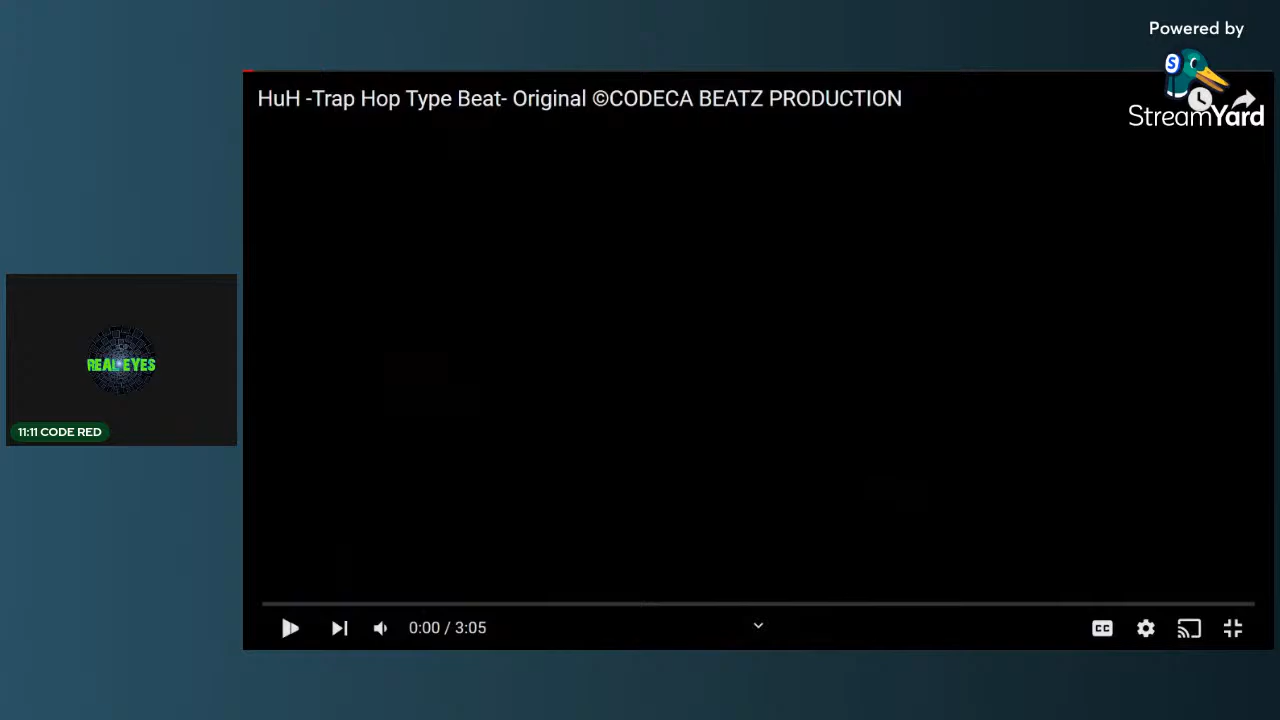 Powered by
S
StreamYard
HuH -Trap Hop Type Beat- Original ©CODECA BEATZ PRODUCTION
REAL EYES
11:11 CODE RED
0:00 / 3:05
CC